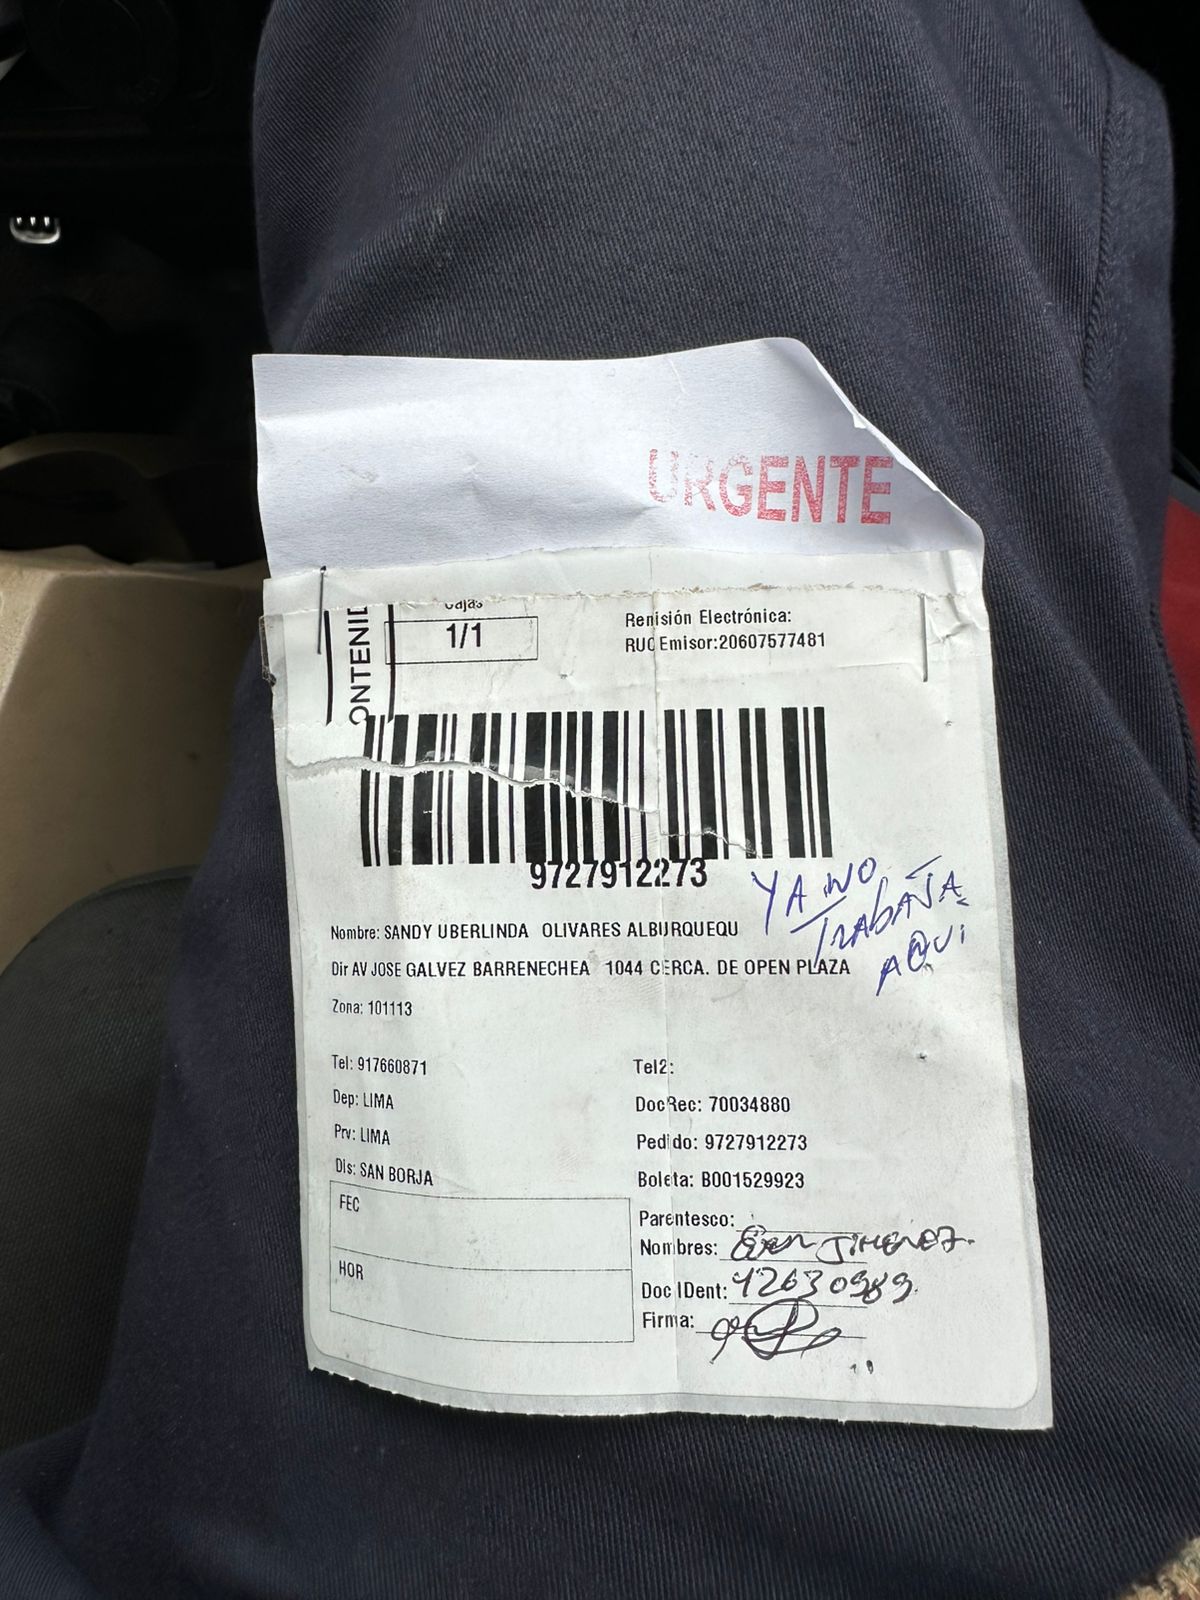 URGENTE
ONTENID
Cajas
1/1
Remisión Electrónica:
RUC Emisor:20607577481
9727912273
YA NO
TRABAJA
AQUI
Nombre: SANDY UBERLINDA OLIVARES ALBURQUEQU
Dir AV JOSE GALVEZ BARRENECHEA 1044 CERCA. DE OPEN PLAZA
Zona: 101113
Tel: 917660871
Tel2:
Dep: LIMA
DocRec: 70034880
Prv: LIMA
Pedido: 9727912273
Dis: SAN BORJA
Boleta: B001529923
FEC
HOR
Parentesco:
Nombres: JIMENEZ
Doc IDent: 42630989
Firma: